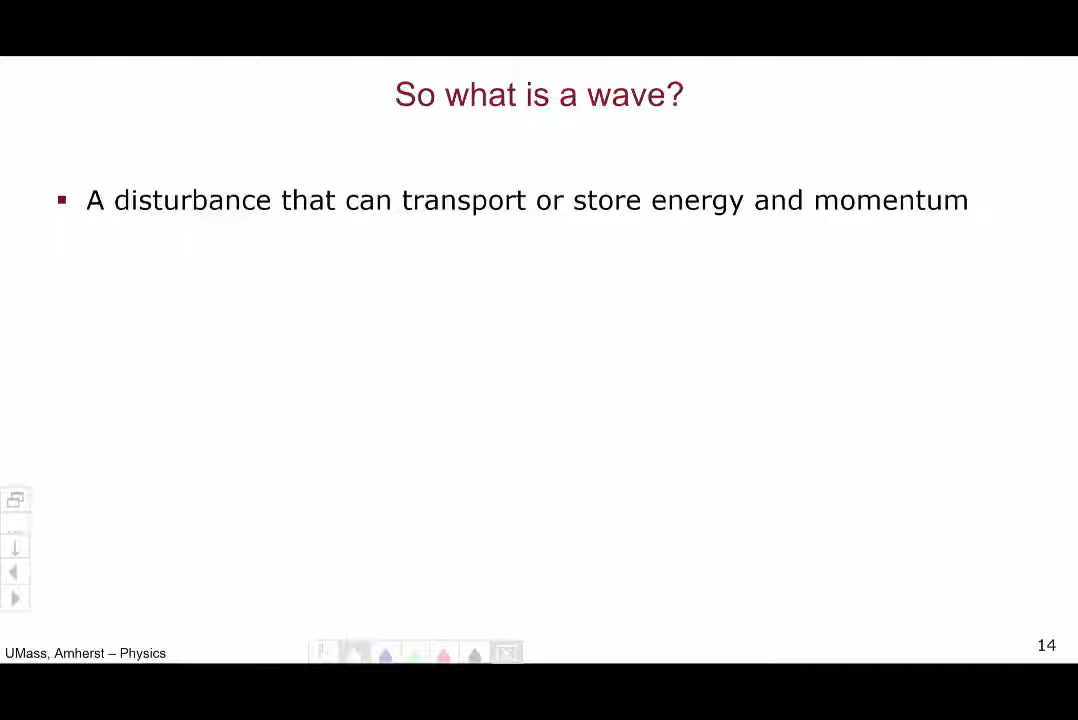 So what is a wave?
▪ A disturbance that can transport or store energy and momentum
UMass, Amherst – Physics
14